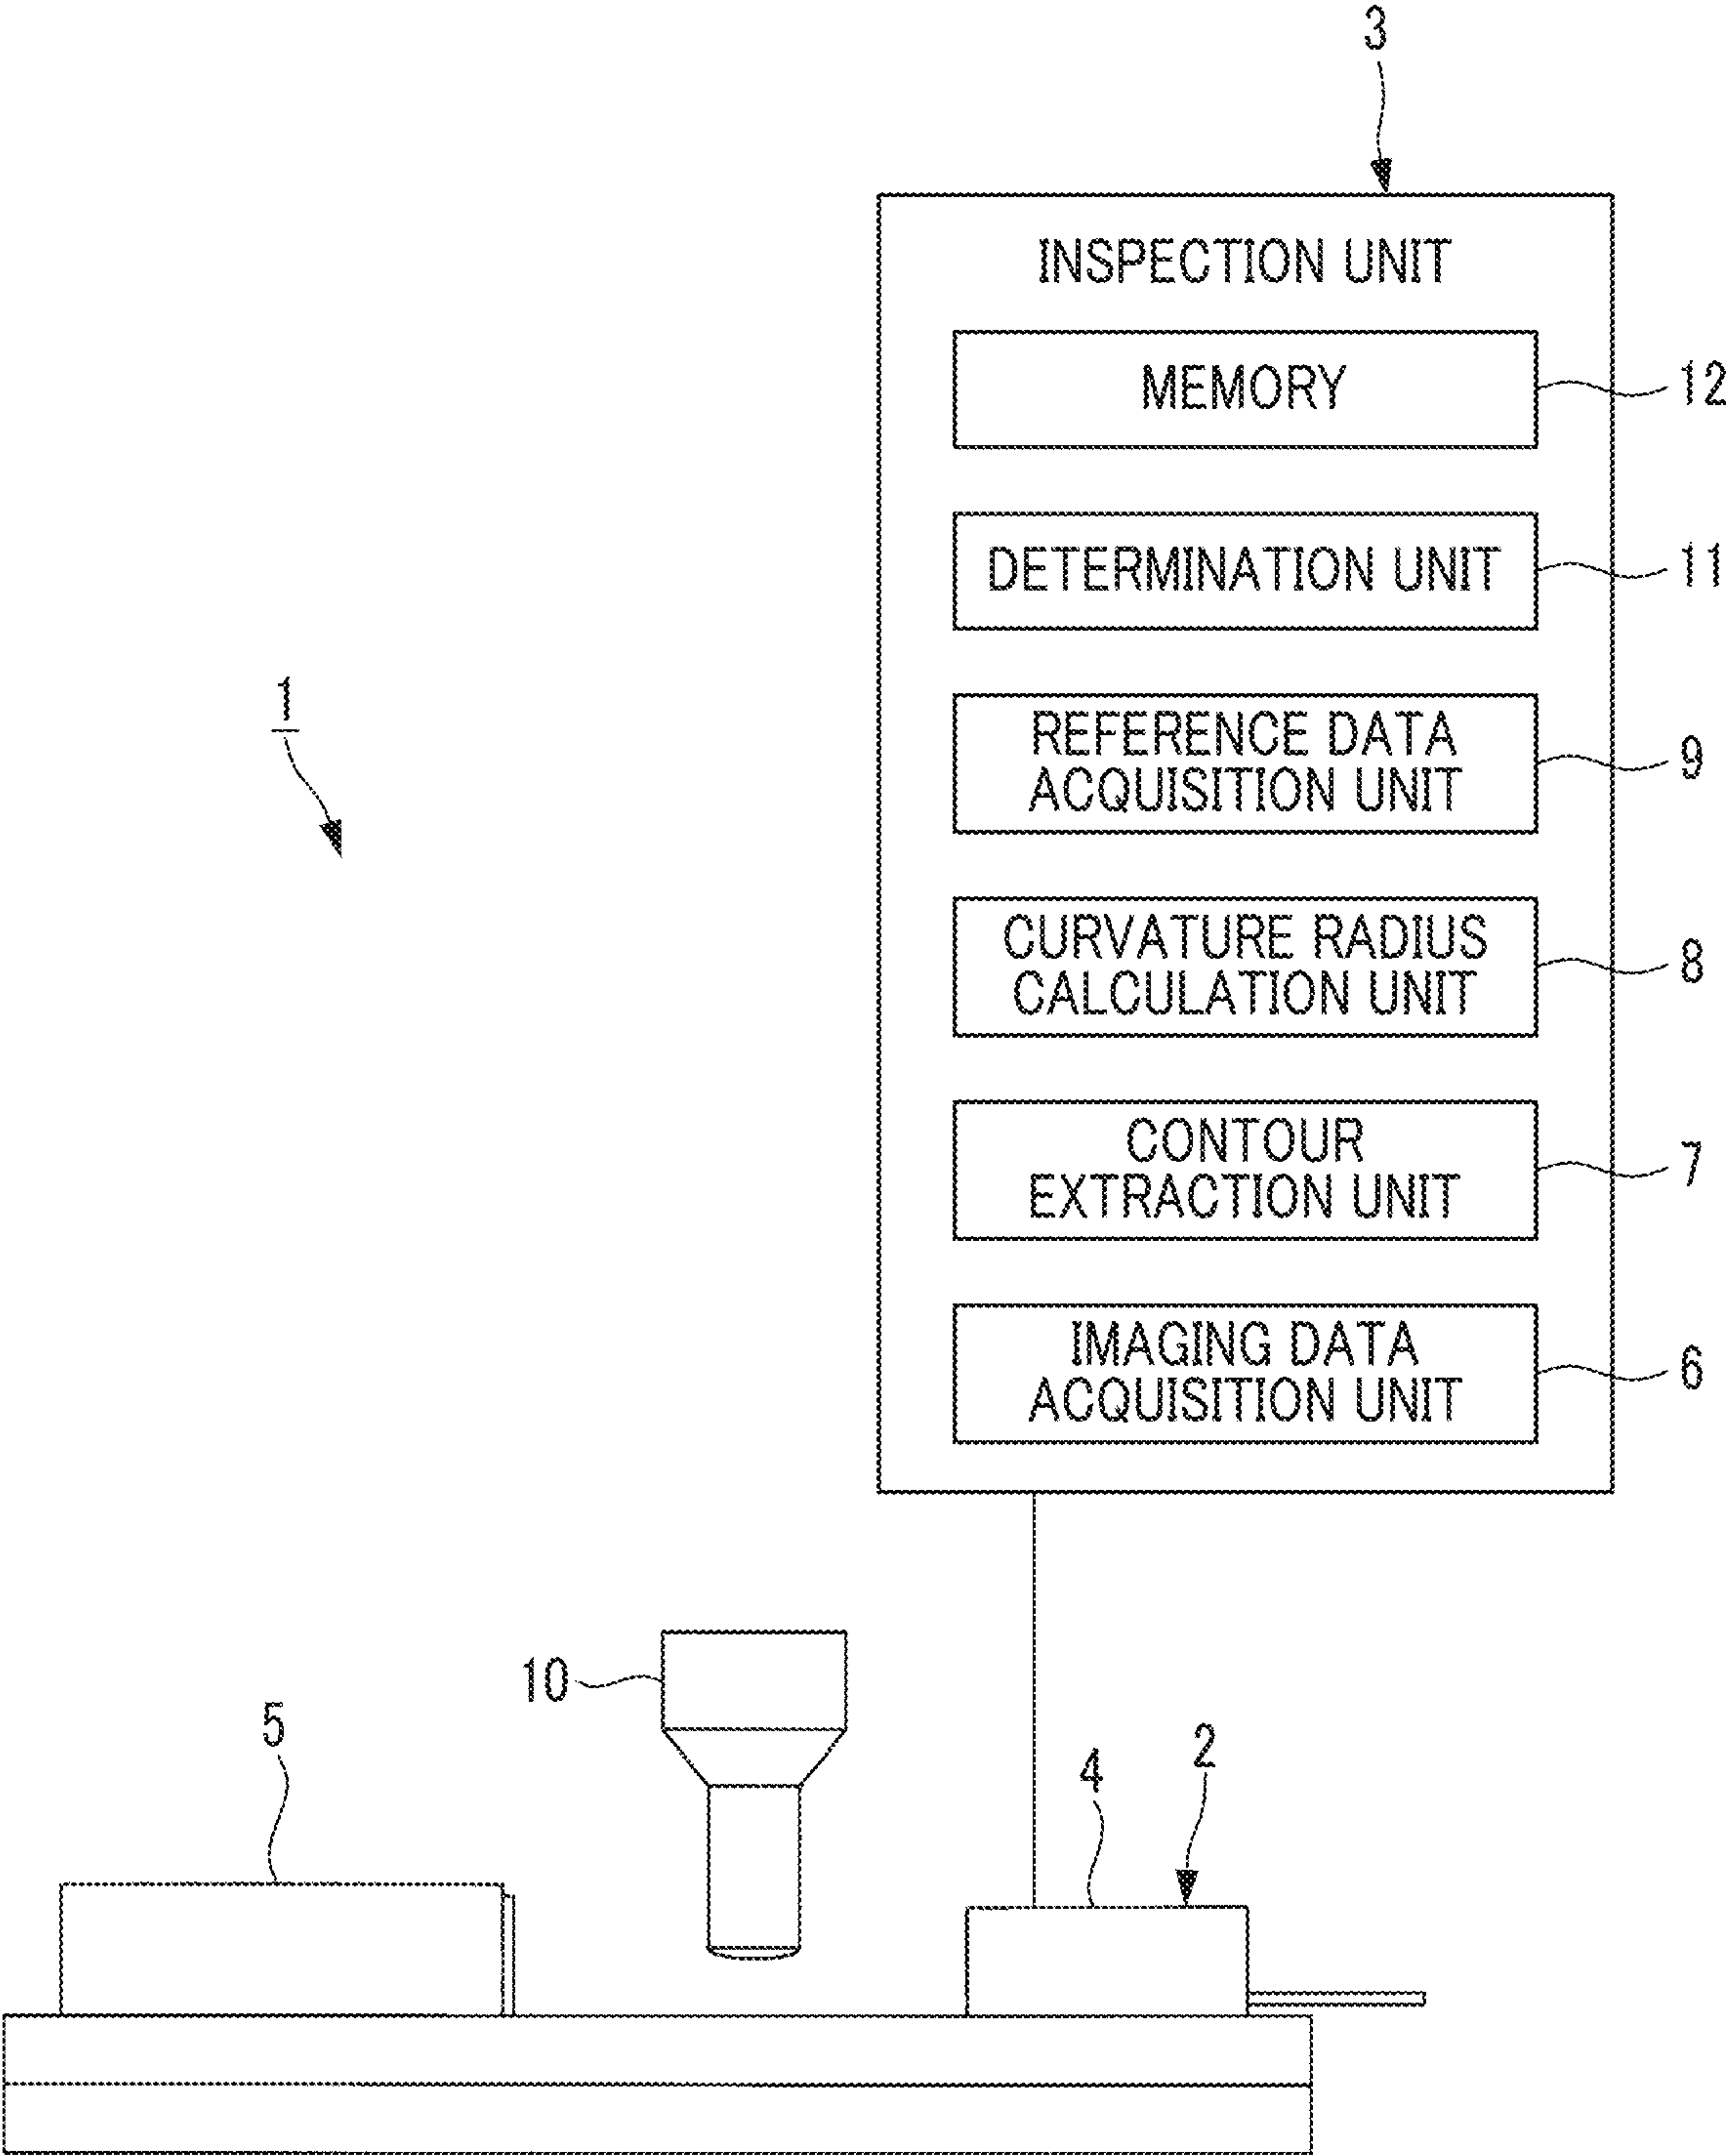 3
INSPECTION UNIT
MEMORY
12
DETERMINATION UNIT
11
1
REFERENCE DATA
ACQUISITION UNIT
9
CURVATURE RADIUS
CALCULATION UNIT
8
CONTOUR
EXTRACTION UNIT
7
IMAGING DATA
ACQUISITION UNIT
6
10
5
4
2